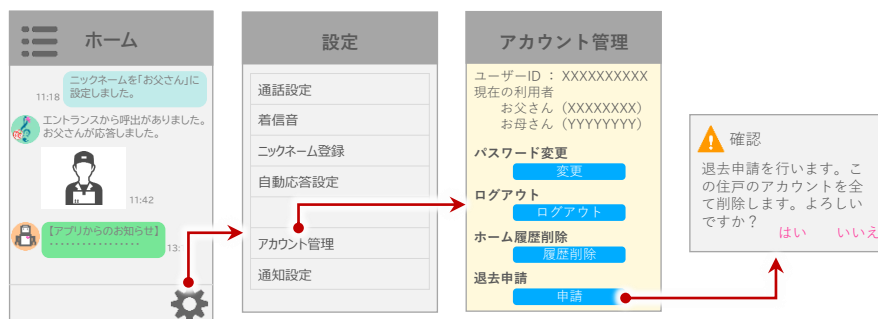 ホーム
ニックネームを「お父さん」に
設定しました。
11:18
エントランスから呼出がありました。
お父さんが応答しました。
11:42
【アプリからのお知らせ】
・・・・・・・・・・・・・・・・・
13:
設定
通話設定
着信音
ニックネーム登録
自動応答設定
アカウント管理
通知設定
アカウント管理
ユーザーID ： XXXXXXXXXX
現在の利用者
お父さん（XXXXXXXX）
お母さん（YYYYYYYY）
パスワード変更
変更
ログアウト
ログアウト
ホーム履歴削除
履歴削除
退去申請
申請
確認
退去申請を行います。こ
の住戸のアカウントを全
て削除します。よろしい
ですか？
はい いいえ